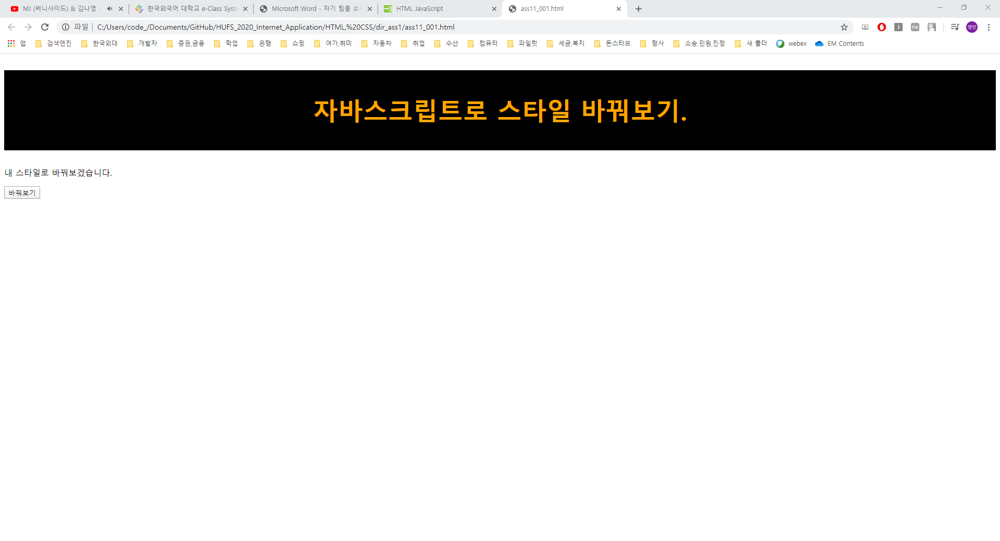 MJ (써니사이드) & 김나영 -
한국외국어 대학교 e-Class Syste
Microsoft Word - 자기 팀을 소개
HTML JavaScript
ass11_001.html
파일 C:/Users/code_/Documents/GitHub/HUFS_2020_Internet_Application/HTML,%20CSS/dir_ass1/ass11_001.html 영빈
앱 검색엔진 한국외대 개발자 증권,금융 학업 은행 쇼핑 여가,취미 자동차 취업 수산 컴퓨터 파일럿 세금,복지 돈스타브 형사 소송,민원,진정 새 폴더 webex EM Contents
자바스크립트로 스타일 바꿔보기.
내 스타일로 바꿔보겠습니다.
바꿔보기